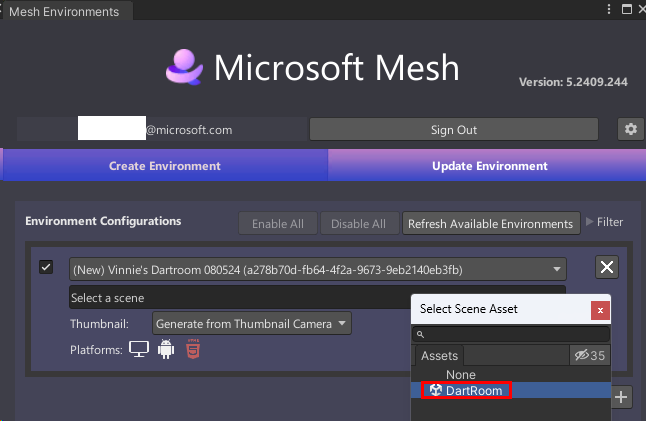 Mesh Environments
Microsoft Mesh
Version: 5.2409.244
@microsoft.com
Sign Out
Create Environment
Update Environment
Environment Configurations
Enable All
Disable All
Refresh Available Environments
Filter
(New) Vinnie's Dartroom 080524 (a278b70d-fb64-4f2a-9673-9eb2140eb3fb)
Select a scene
Thumbnail:
Generate from Thumbnail Camera
Platforms:
Select Scene Asset
x
Assets
35
None
DartRoom